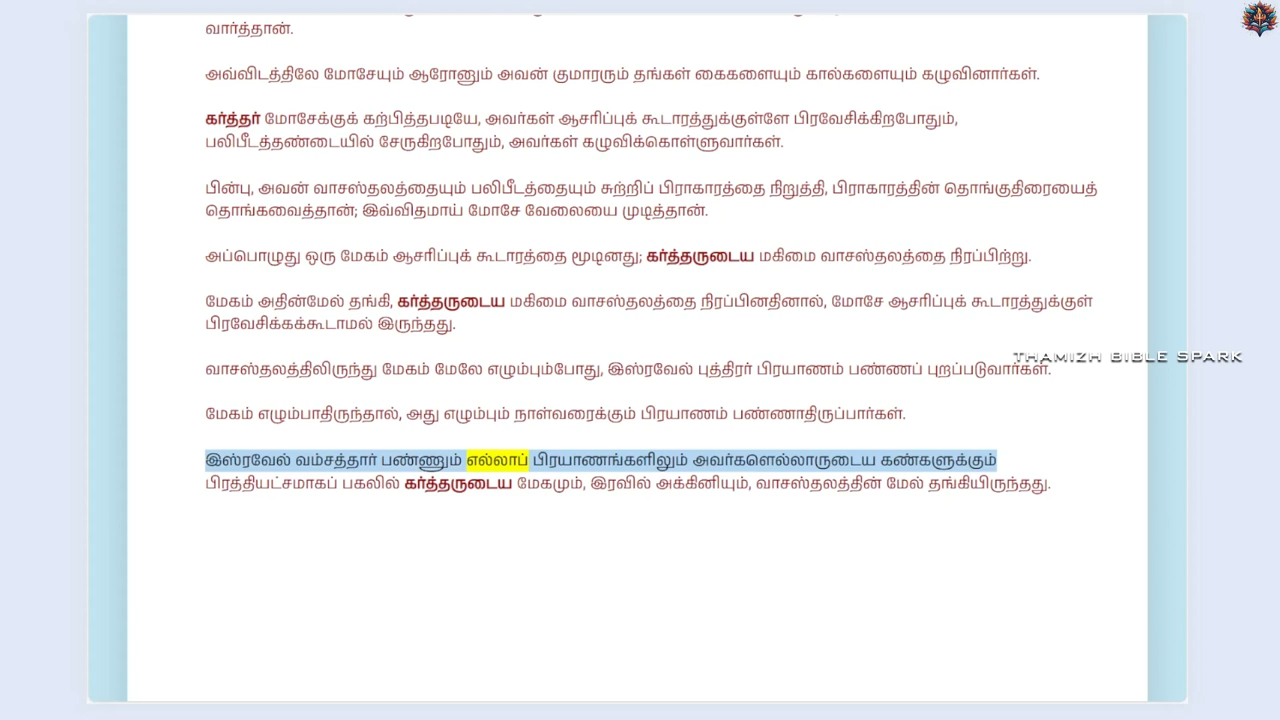 வார்த்தான்.
அவ்விடத்திலே மோசேயும் ஆரோனும் அவன் குமாரரும் தங்கள் கைகளையும் கால்களையும் கழுவினார்கள்.
கர்த்தர் மோசேக்குக் கற்பித்தபடியே, அவர்கள் ஆசரிப்புக் கூடாரத்துக்குள்ளே பிரவேசிக்கிறபோதும்,
பலிபீடத்தண்டையில் சேருகிறபோதும், அவர்கள் கழுவிக்கொள்ளுவார்கள்.
பின்பு, அவன் வாசஸ்தலத்தையும் பலிபீடத்தையும் சுற்றிப் பிராகாரத்தை நிறுத்தி, பிராகாரத்தின் தொங்குதிரையைத்
தொங்கவைத்தான்; இவ்விதமாய் மோசே வேலையை முடித்தான்.
அப்பொழுது ஒரு மேகம் ஆசரிப்புக் கூடாரத்தை மூடினது; கர்த்தருடைய மகிமை வாசஸ்தலத்தை நிரப்பிற்று.
மேகம் அதின்மேல் தங்கி, கர்த்தருடைய மகிமை வாசஸ்தலத்தை நிரப்பினதினால், மோசே ஆசரிப்புக் கூடாரத்துக்குள்
பிரவேசிக்கக்கூடாமல் இருந்தது.
THAMIZH BIBLE SPARK
வாசஸ்தலத்திலிருந்து மேகம் மேலே எழும்பும்போது, இஸ்ரவேல் புத்திரர் பிரயாணம் பண்ணப் புறப்படுவார்கள்.
மேகம் எழும்பாதிருந்தால், அது எழும்பும் நாள்வரைக்கும் பிரயாணம் பண்ணாதிருப்பார்கள்.
இஸ்ரவேல் வம்சத்தார் பண்ணும் எல்லாப் பிரயாணங்களிலும் அவர்களெல்லாருடைய கண்களுக்கும்
பிரத்தியட்சமாகப் பகலில் கர்த்தருடைய மேகமும், இரவில் அக்கினியும், வாசஸ்தலத்தின் மேல் தங்கியிருந்தது.